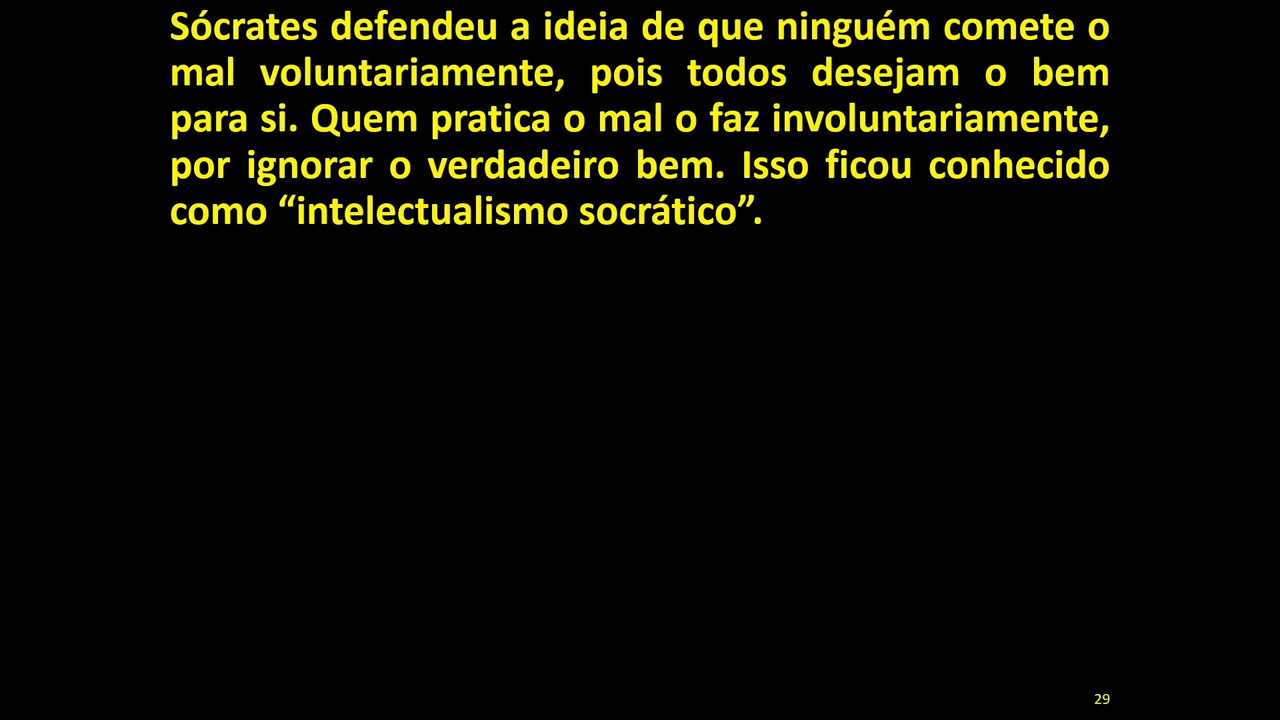 Sócrates defendeu a ideia de que ninguém comete o
mal voluntariamente, pois todos desejam o bem
para si. Quem pratica o mal o faz involuntariamente,
por ignorar o verdadeiro bem. Isso ficou conhecido
como “intelectualismo socrático”.
29